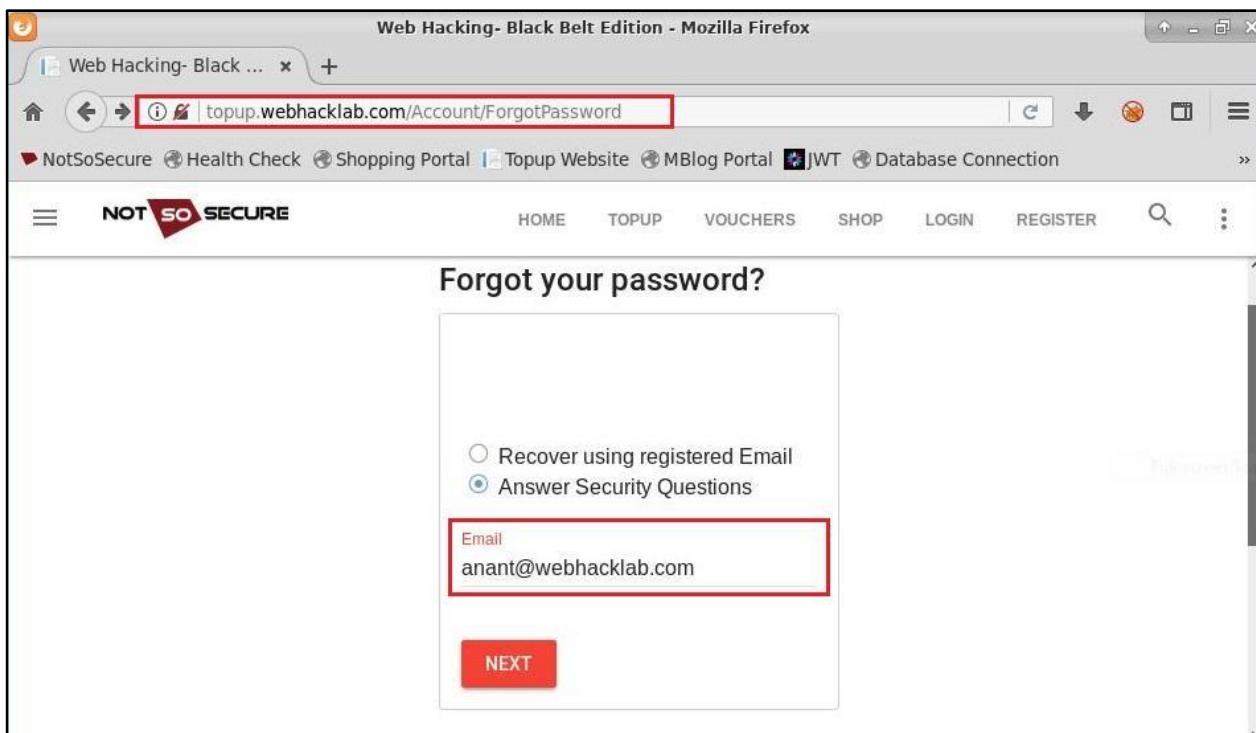 Web Hacking- Black Belt Edition - Mozilla Firefox
Web Hacking- Black ... × +
topup.webhacklab.com/Account/ForgotPassword
NotSoSecure Health Check Shopping Portal Topup Website MBlog Portal JWT Database Connection »
NOT SO SECURE HOME TOPUP VOUCHERS SHOP LOGIN REGISTER
Forgot your password?
Recover using registered Email
Answer Security Questions
Email
anant@webhacklab.com
NEXT